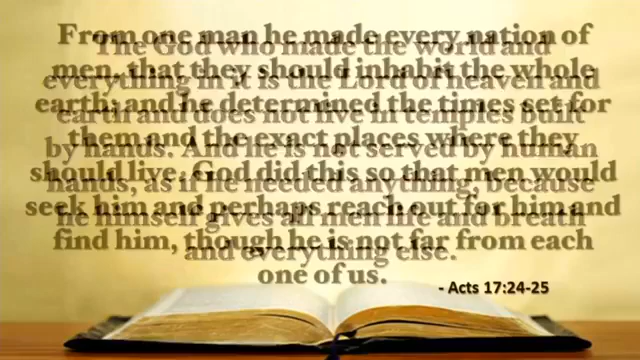 From one man he made every nation of
men, that they should inhabit the whole
earth; and he determined the times set for
them and the exact places where they
should live. God did this so that men would
seek him and perhaps reach out for him and
find him, though he is not far from each
one of us.
The God who made the world and
everything in it is the Lord of heaven and
earth and does not live in temples built
by hands. And he is not served by human
hands, as if he needed anything, because
he himself gives all men life and breath
and everything else.
- Acts 17:24-25